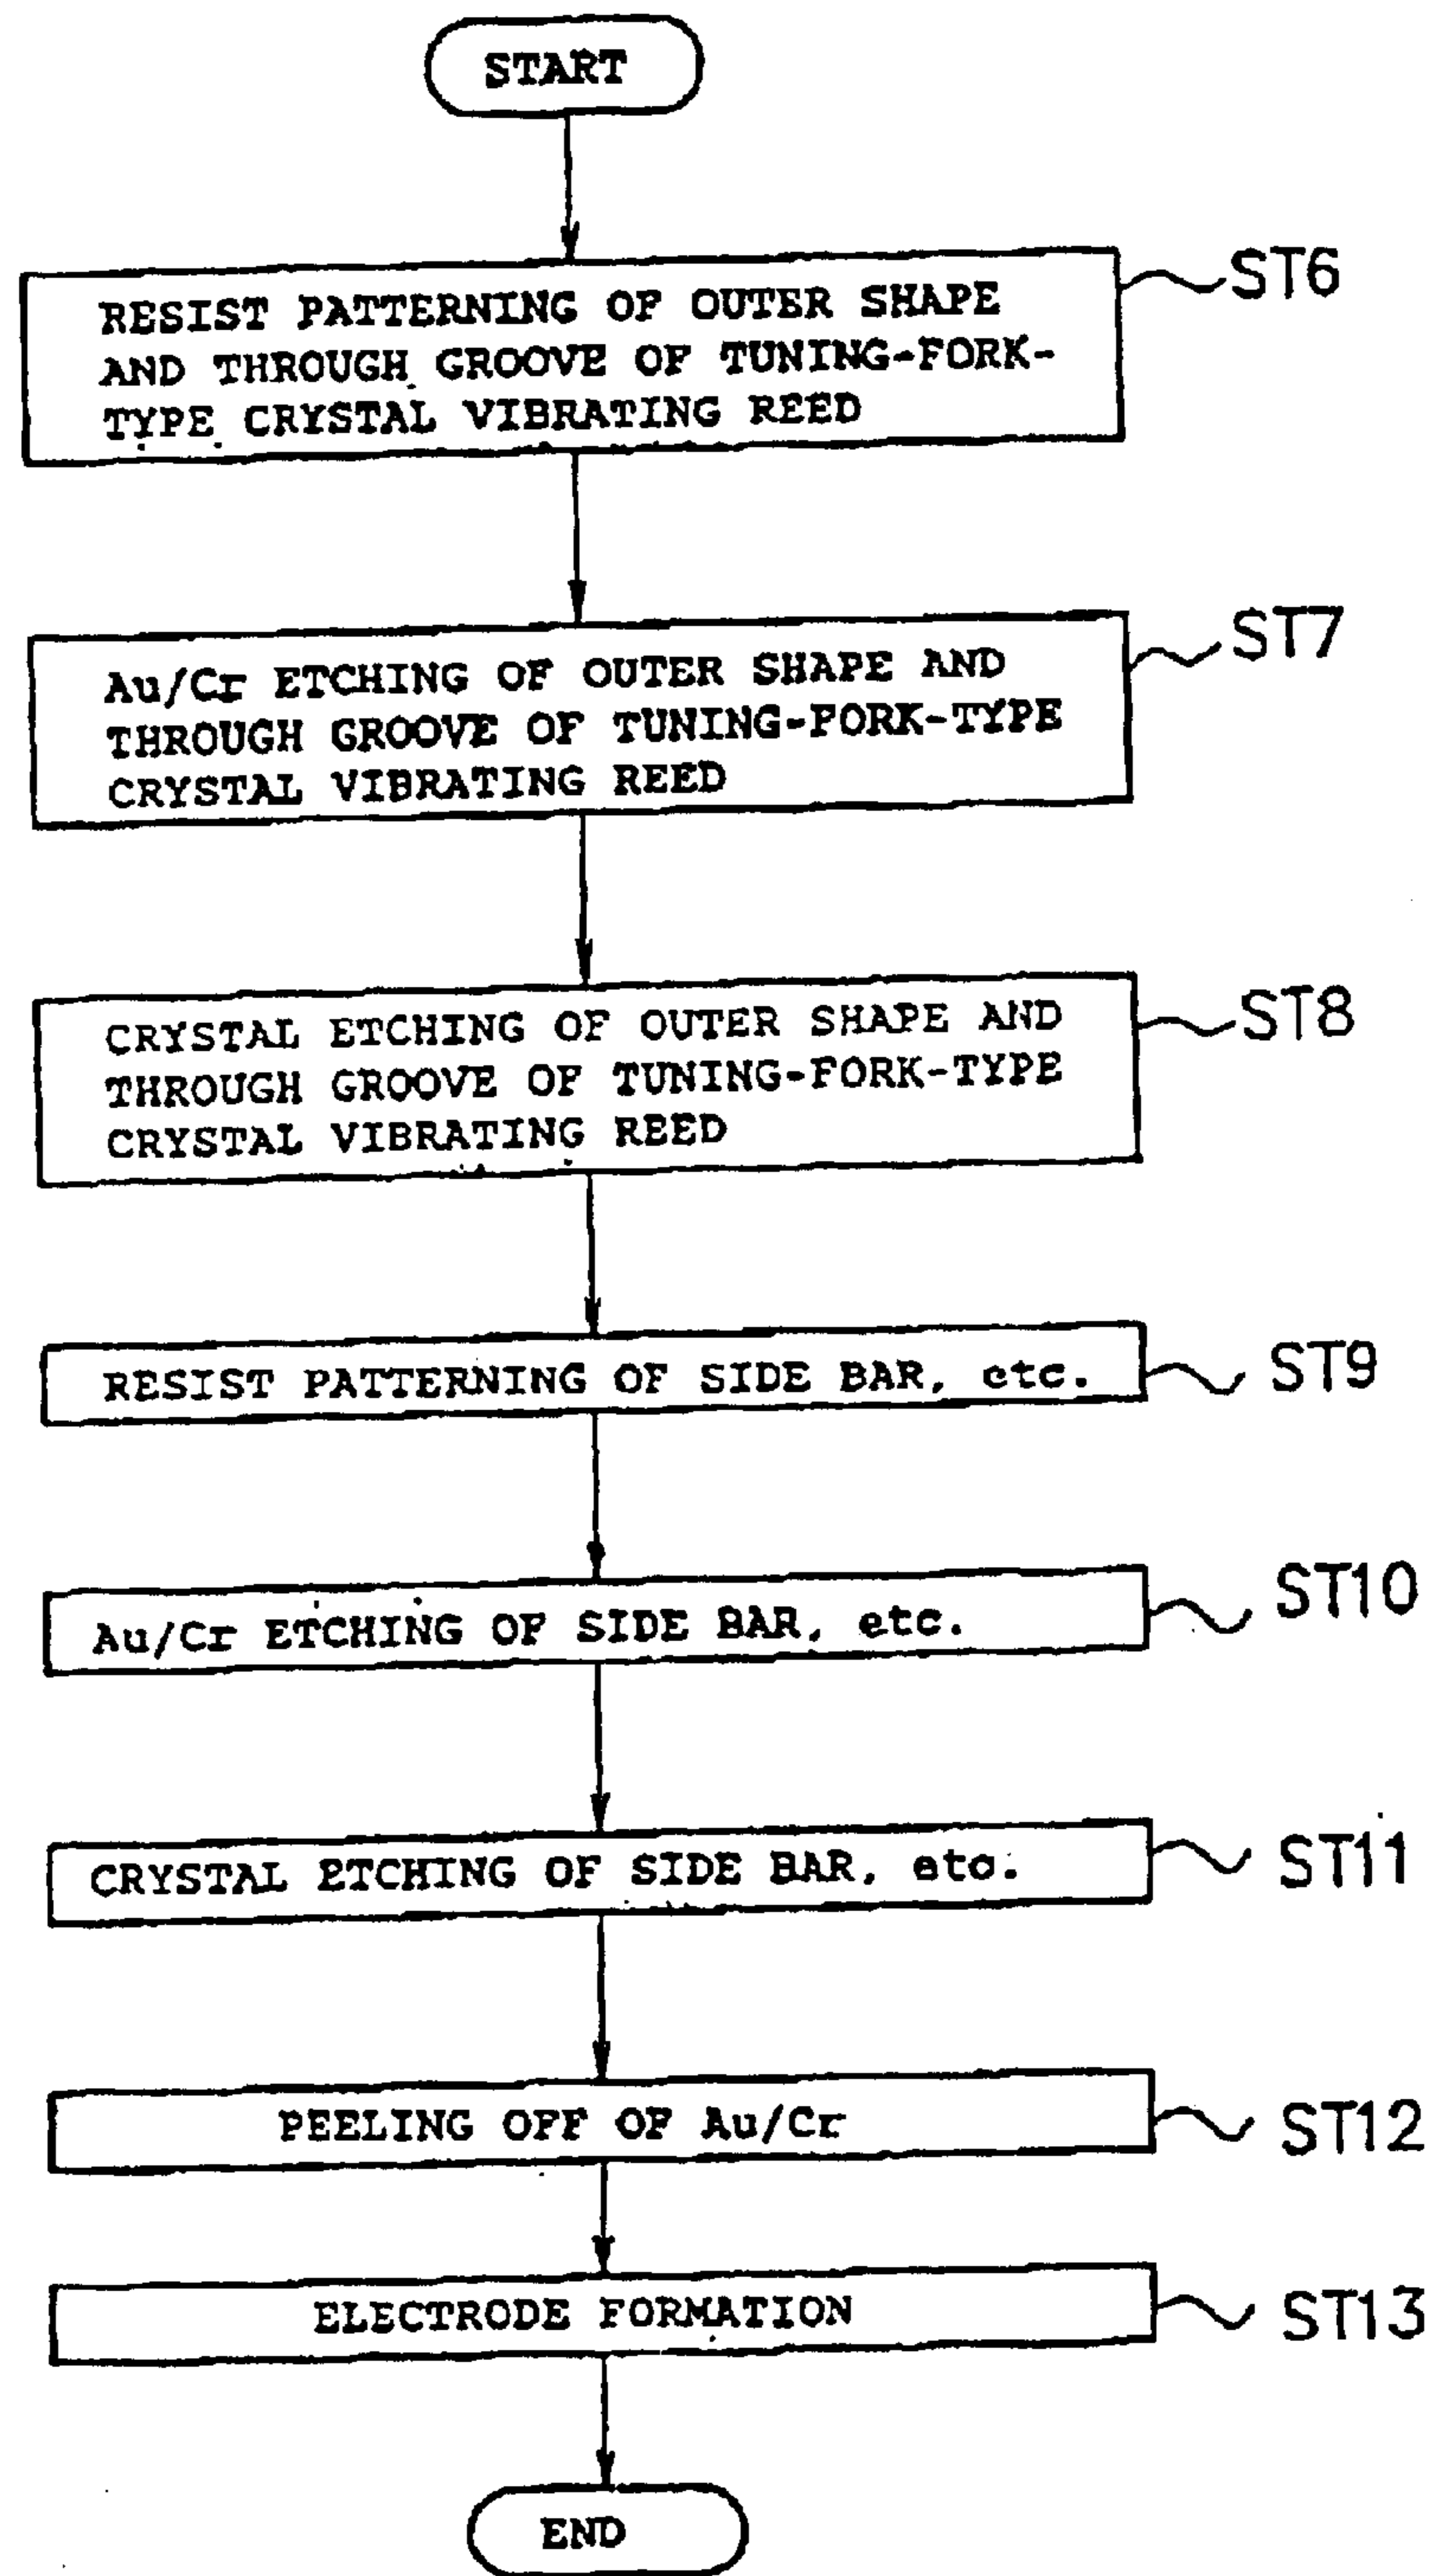 START
RESIST PATTERNING OF OUTER SHAPE
AND THROUGH GROOVE OF TUNING-FORK-
TYPE CRYSTAL VIBRATING REED
ST6
Au/Cr ETCHING OF OUTER SHAPE AND
THROUGH GROOVE OF TUNING-FORK-TYPE
CRYSTAL VIBRATING REED
ST7
CRYSTAL ETCHING OF OUTER SHAPE AND
THROUGH GROOVE OF TUNING-FORK-TYPE
CRYSTAL VIBRATING REED
ST8
RESIST PATTERNING OF SIDE BAR, etc.
ST9
Au/Cr ETCHING OF SIDE BAR, etc.
ST10
CRYSTAL ETCHING OF SIDE BAR, etc.
ST11
PEELING OFF OF Au/Cr
ST12
ELECTRODE FORMATION
ST13
END